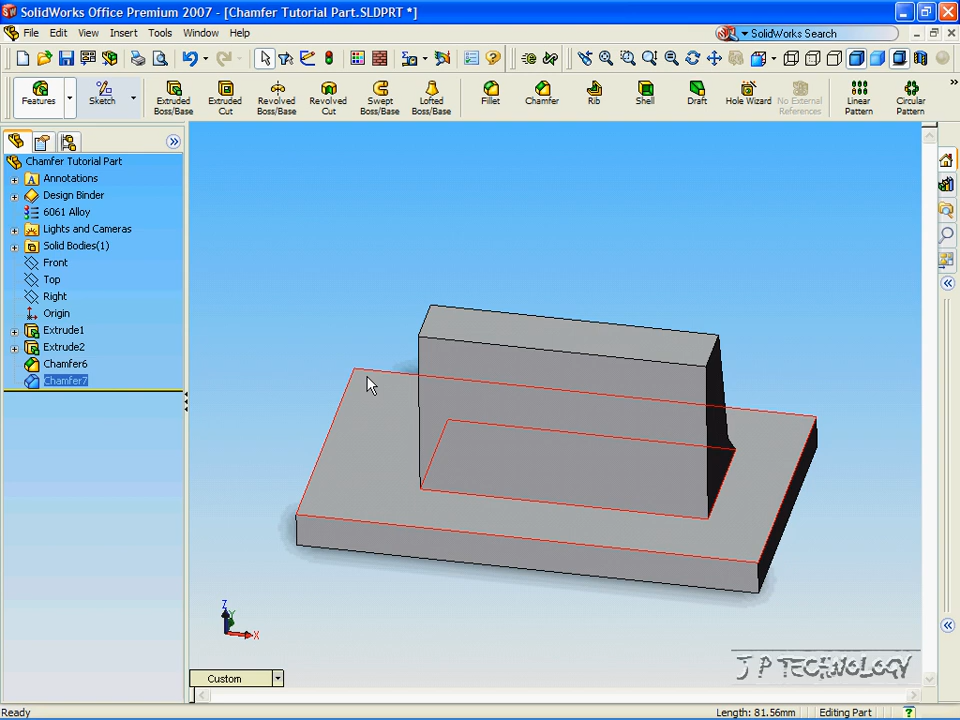 SolidWorks Office Premium 2007 - [Chamfer Tutorial Part.SLDPRT *]
File Edit View Insert Tools Window Help
SolidWorks Search
Features Sketch Extruded Boss/Base Extruded Cut Revolved Boss/Base Revolved Cut Swept Boss/Base Lofted Boss/Base Fillet Chamfer Rib Shell Draft Hole Wizard No External References Linear Pattern Circular Pattern
Chamfer Tutorial Part
Annotations
Design Binder
6061 Alloy
Lights and Cameras
Solid Bodies(1)
Front
Top
Right
Origin
Extrude1
Extrude2
Chamfer6
Chamfer7
Z
Y
X
Custom
J P TECHNOLOGY
Ready Length: 81.56mm Editing Part